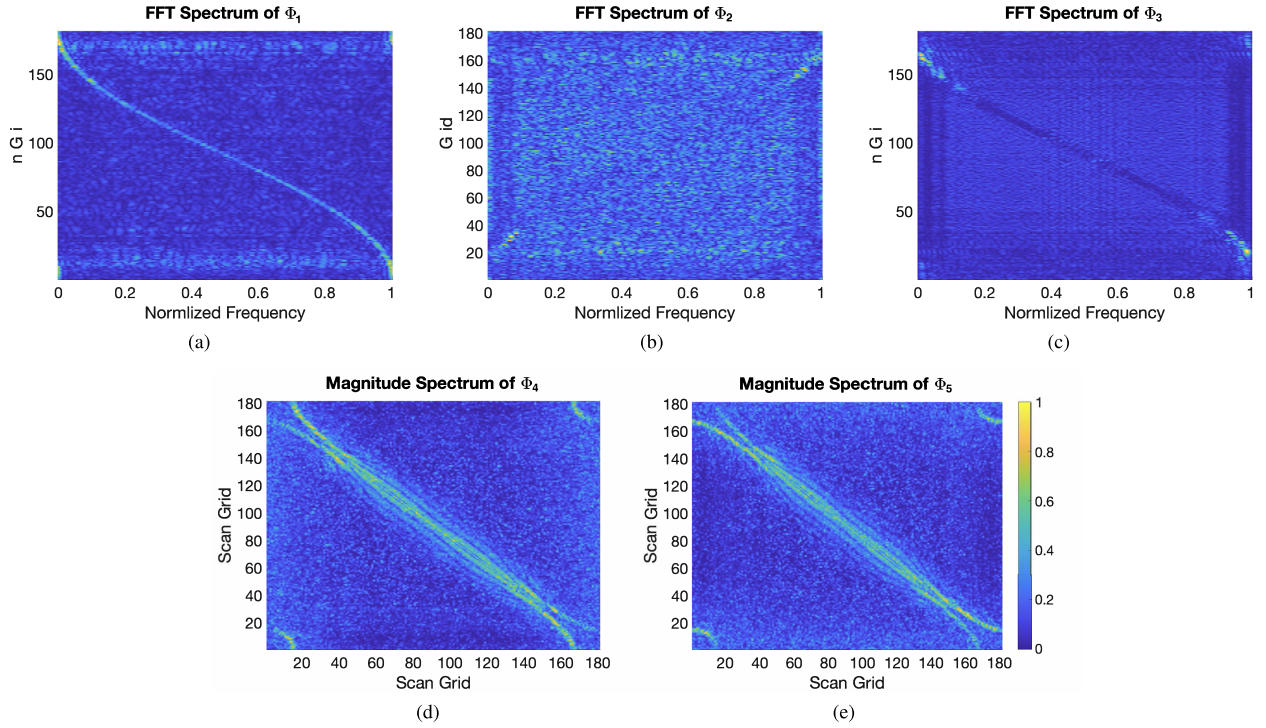 FFT Spectrum of Φ1
150
100
50
n G i
0 0.2 0.4 0.6 0.8 1
Normlized Frequency
(a)
FFT Spectrum of Φ2
180
160
140
120
100
80
60
40
20
G id
0 0.2 0.4 0.6 0.8 1
Normlized Frequency
(b)
FFT Spectrum of Φ3
150
100
50
n G i
0 0.2 0.4 0.6 0.8 1
Normlized Frequency
(c)
Magnitude Spectrum of Φ4
180
160
140
120
100
80
60
40
20
Scan Grid
20 40 60 80 100 120 140 160 180
Scan Grid
(d)
Magnitude Spectrum of Φ5
180
160
140
120
100
80
60
40
20
Scan Grid
20 40 60 80 100 120 140 160 180
Scan Grid
1
0.8
0.6
0.4
0.2
0
(e)